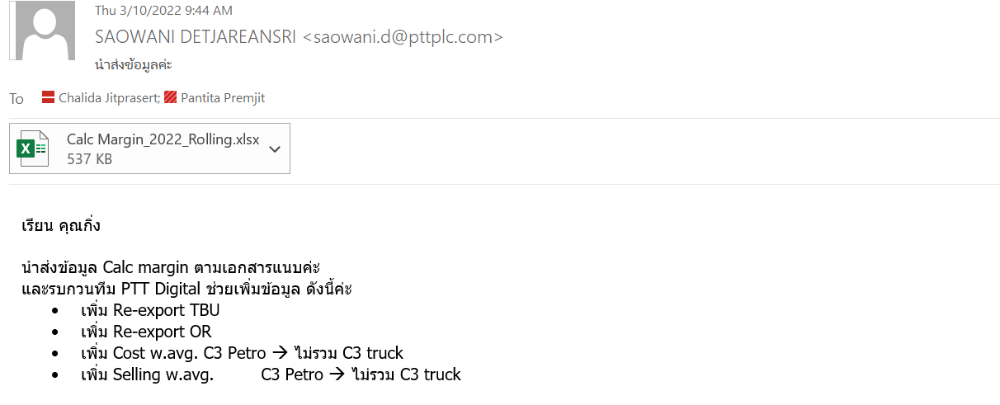 Thu 3/10/2022 9:44 AM
SAOWANI DETJAREANSRI <saowani.d@pttplc.com>
นำส่งข้อมูลค่ะ
To Chalida Jitprasert; Pantita Premjit
Calc Margin_2022_Rolling.xlsx
537 KB
เรียน คุณกิ่ง
นำส่งข้อมูล Calc margin ตามเอกสารแนบค่ะ
และรบกวนทีม PTT Digital ช่วยเพิ่มข้อมูล ดังนี้ค่ะ
• เพิ่ม Re-export TBU
• เพิ่ม Re-export OR
• เพิ่ม Cost w.avg. C3 Petro → ไม่รวม C3 truck
• เพิ่ม Selling w.avg. C3 Petro → ไม่รวม C3 truck